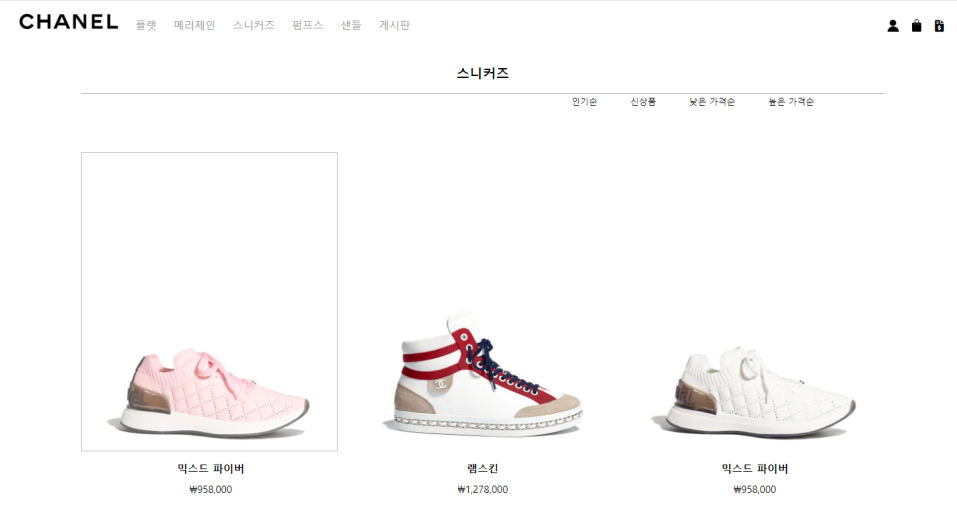 CHANEL 플랫 메리제인 스니커즈 펌프스 샌들 게시판
스니커즈
인기순 신상품 낮은 가격순 높은 가격순
믹스드 파이버 램스킨 믹스드 파이버
₩958,000 ₩1,278,000 ₩958,000